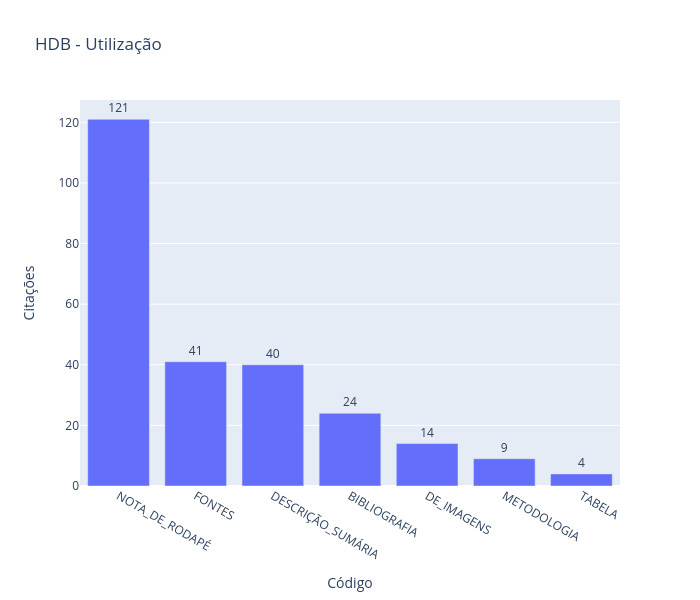 HDB - Utilização
Citações
120
100
80
60
40
20
0
121
41
40
24
14
9
4
NOTA_DE_RODAPÉ
FONTES
DESCRIÇÃO_SUMÁRIA
BIBLIOGRAFIA
DE_IMAGENS
METODOLOGIA
TABELA
Código